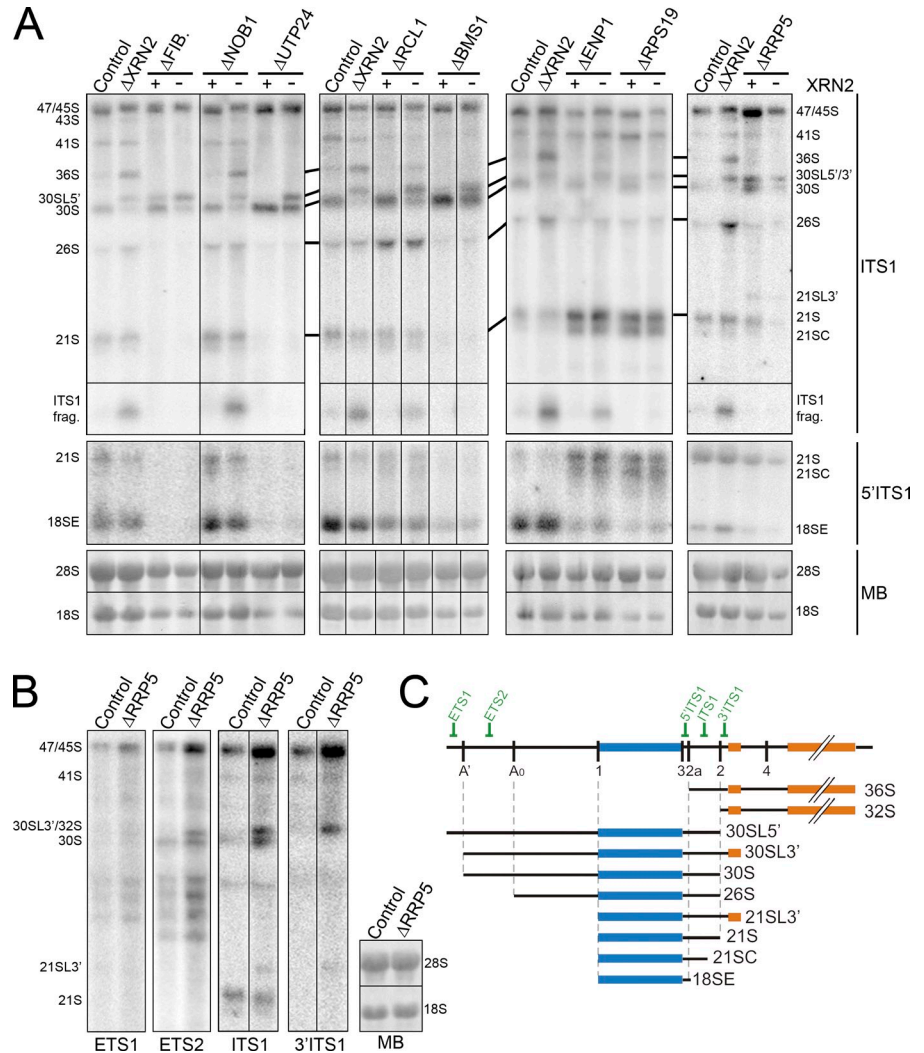 A
Control
ΔXRN2
ΔFIB.
ΔNOB1
ΔUTP24
Control
ΔXRN2
ΔRCL1
ΔBMS1
Control
ΔXRN2
ΔENP1
ΔRPS19
Control
ΔXRN2
ΔRRP5
+ − + − + −
+ − + −
+ − + −
+ −
XRN2
47/45S
43S
41S
36S
30SL5'
30S
26S
21S
ITS1
frag.
47/45S
41S
36S
30SL5'/3'
30S
26S
21SL3'
21S
21SC
ITS1
frag.
ITS1
21S
18SE
21S
21SC
18SE
5'ITS1
28S
18S
28S
18S
MB
B
Control
ΔRRP5
Control
ΔRRP5
Control
ΔRRP5
Control
ΔRRP5
47/45S
41S
30SL3'/32S
30S
21SL3'
21S
ETS1
ETS2
ITS1
3'ITS1
Control
ΔRRP5
28S
18S
MB
C
ETS1
ETS2
5'ITS1
ITS1
3'ITS1
A'
A0
1
3
2a
2
4
36S
32S
30SL5'
30SL3'
30S
26S
21SL3'
21S
21SC
18SE